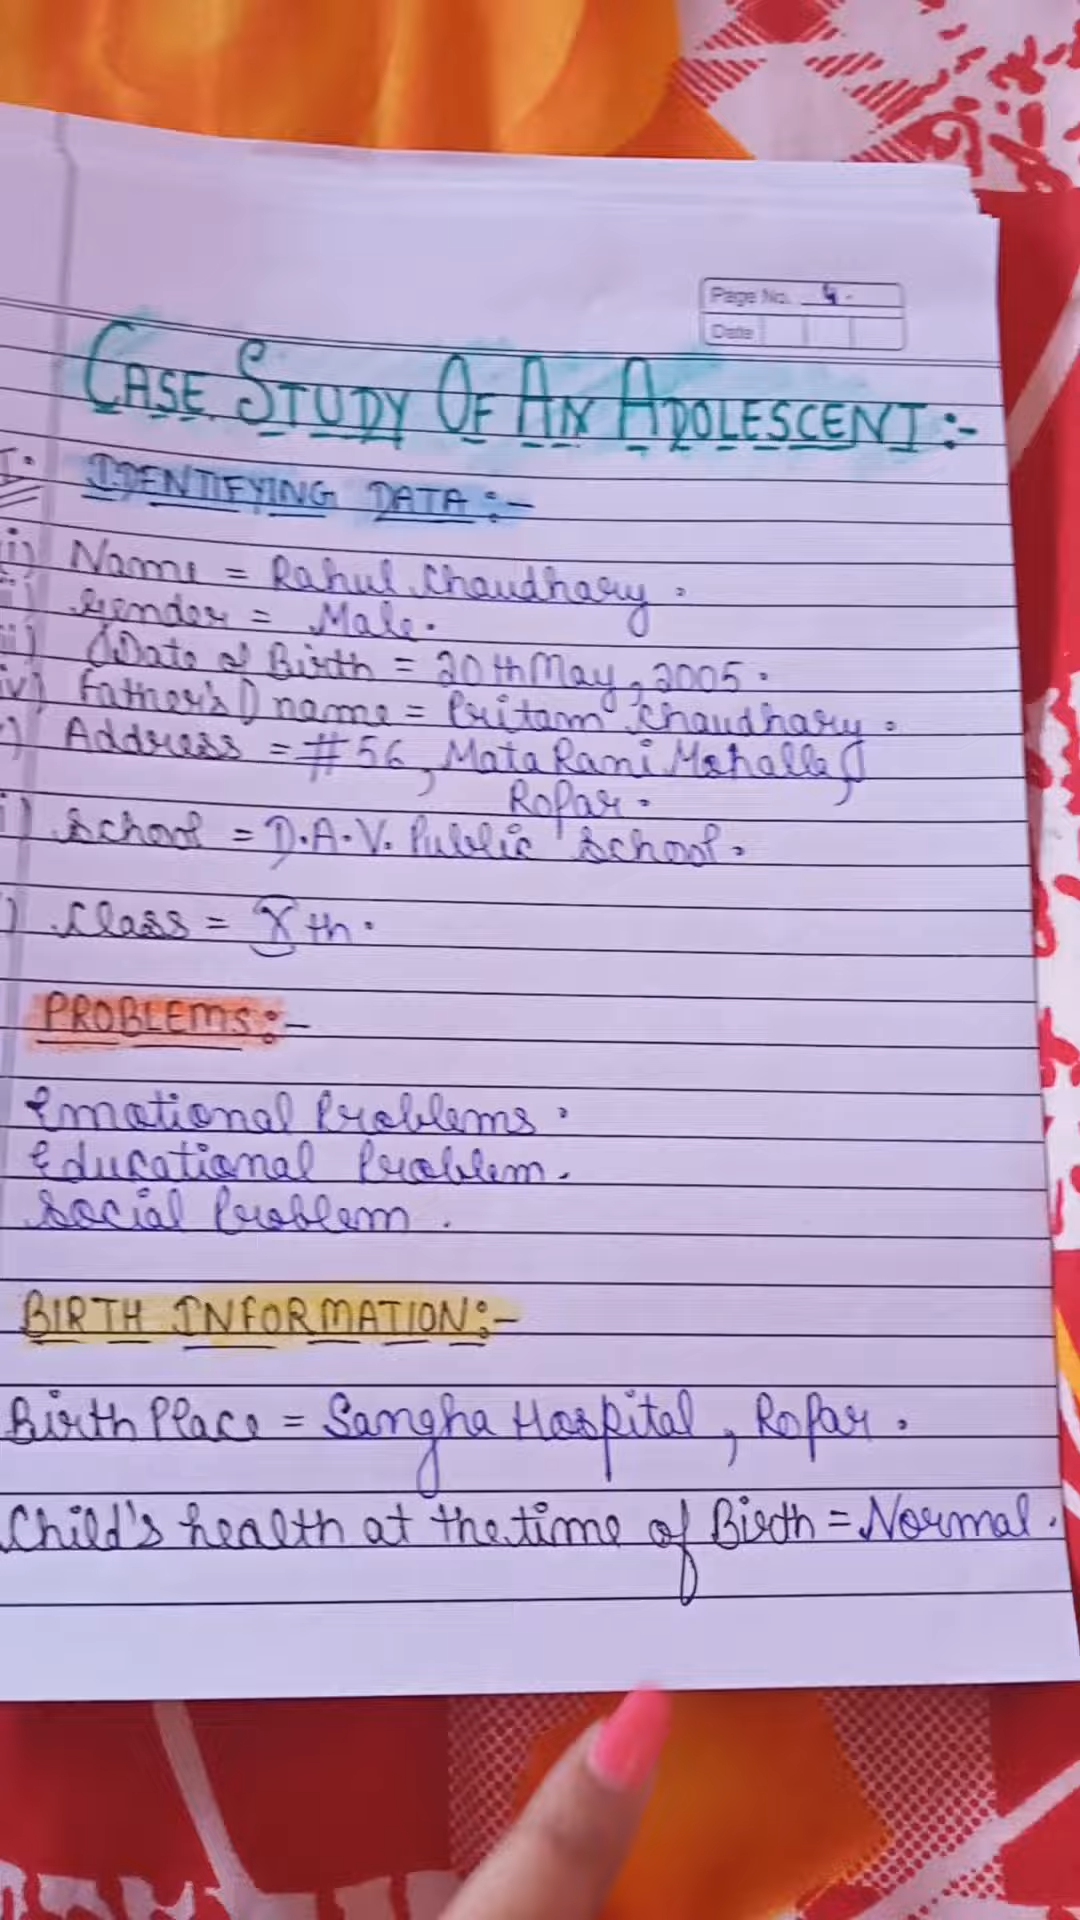 Page No. 4.
Date
CASE STUDY OF AN ADOLESCENT :-
I. IDENTIFYING DATA :-
i) Name = Rahul Chaudhary.
ii) Gender = Male.
iii) Date of Birth = 20th May, 2005.
iv) Father's name = Pritam Chaudhary.
) Address = #56, Mata Rani Mohalla,
Ropar.
i) School = D.A.V. Public School.
) Class = Xth.
PROBLEMS :-
Emotional Problems.
Educational Problem.
Social Problem.
BIRTH INFORMATION :-
Birth Place = Sangha Hospital, Ropar.
Child's health at the time of Birth = Normal.